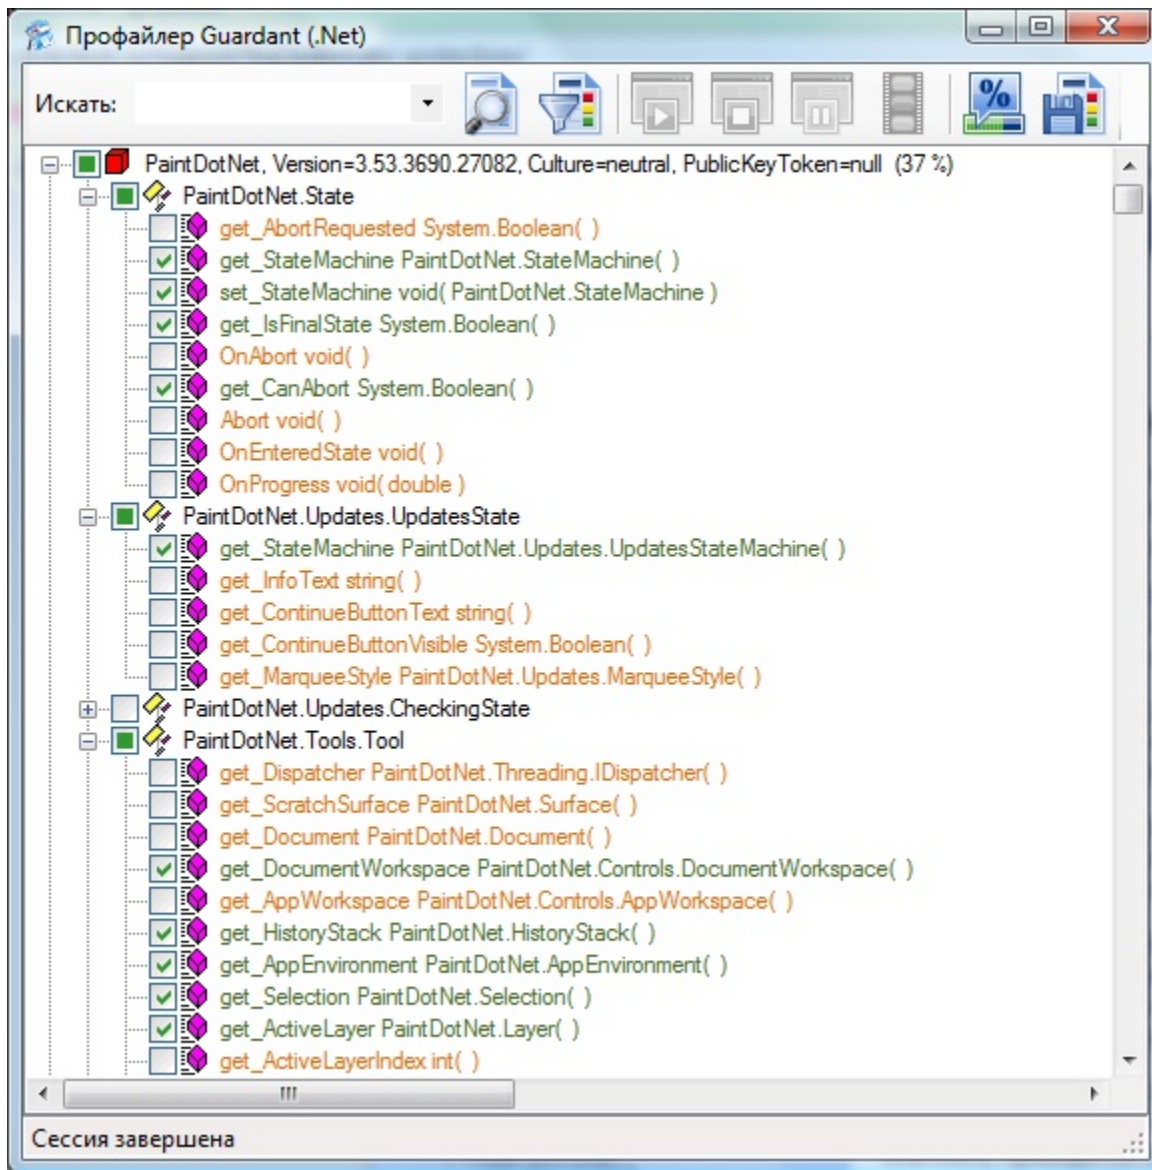 Профайлер Guardant (.Net)
Искать:
%
PaintDotNet, Version=3.53.3690.27082, Culture=neutral, PublicKeyToken=null (37 %)
PaintDotNet.State
get_AbortRequested System.Boolean( )
get_StateMachine PaintDotNet.StateMachine( )
set_StateMachine void( PaintDotNet.StateMachine )
get_IsFinalState System.Boolean( )
OnAbort void( )
get_CanAbort System.Boolean( )
Abort void( )
OnEnteredState void( )
OnProgress void( double )
PaintDotNet.Updates.UpdatesState
get_StateMachine PaintDotNet.Updates.UpdatesStateMachine( )
get_InfoText string( )
get_ContinueButtonText string( )
get_ContinueButtonVisible System.Boolean( )
get_MarqueeStyle PaintDotNet.Updates.MarqueeStyle( )
PaintDotNet.Updates.CheckingState
PaintDotNet.Tools.Tool
get_Dispatcher PaintDotNet.Threading.IDispatcher( )
get_ScratchSurface PaintDotNet.Surface( )
get_Document PaintDotNet.Document( )
get_DocumentWorkspace PaintDotNet.Controls.DocumentWorkspace( )
get_AppWorkspace PaintDotNet.Controls.AppWorkspace( )
get_HistoryStack PaintDotNet.HistoryStack( )
get_AppEnvironment PaintDotNet.AppEnvironment( )
get_Selection PaintDotNet.Selection( )
get_ActiveLayer PaintDotNet.Layer( )
get_ActiveLayerIndex int( )
Сессия завершена